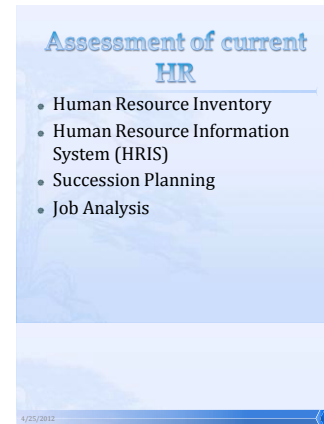 Assessment of current
HR
• Human Resource Inventory
• Human Resource Information
System (HRIS)
• Succession Planning
• Job Analysis
4/25/2012